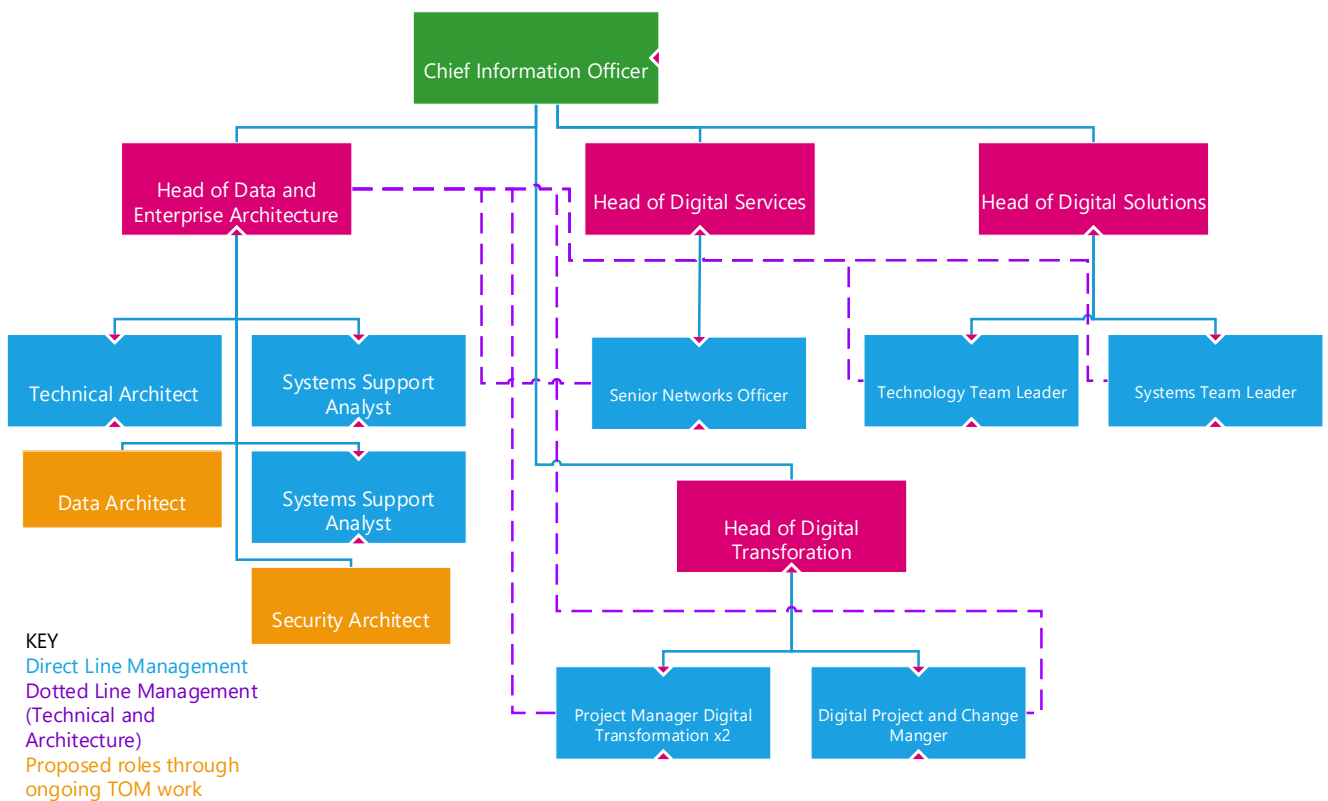 Chief Information Officer
Head of Data and
Enterprise Architecture
Head of Digital Services
Head of Digital Solutions
Technical Architect
Systems Support
Analyst
Senior Networks Officer
Technology Team Leader
Systems Team Leader
Data Architect
Systems Support
Analyst
Head of Digital
Transforation
Security Architect
Project Manager Digital
Transformation x2
Digital Project and Change
Manger
KEY
Direct Line Management
Dotted Line Management
(Technical and
Architecture)
Proposed roles through
ongoing TOM work